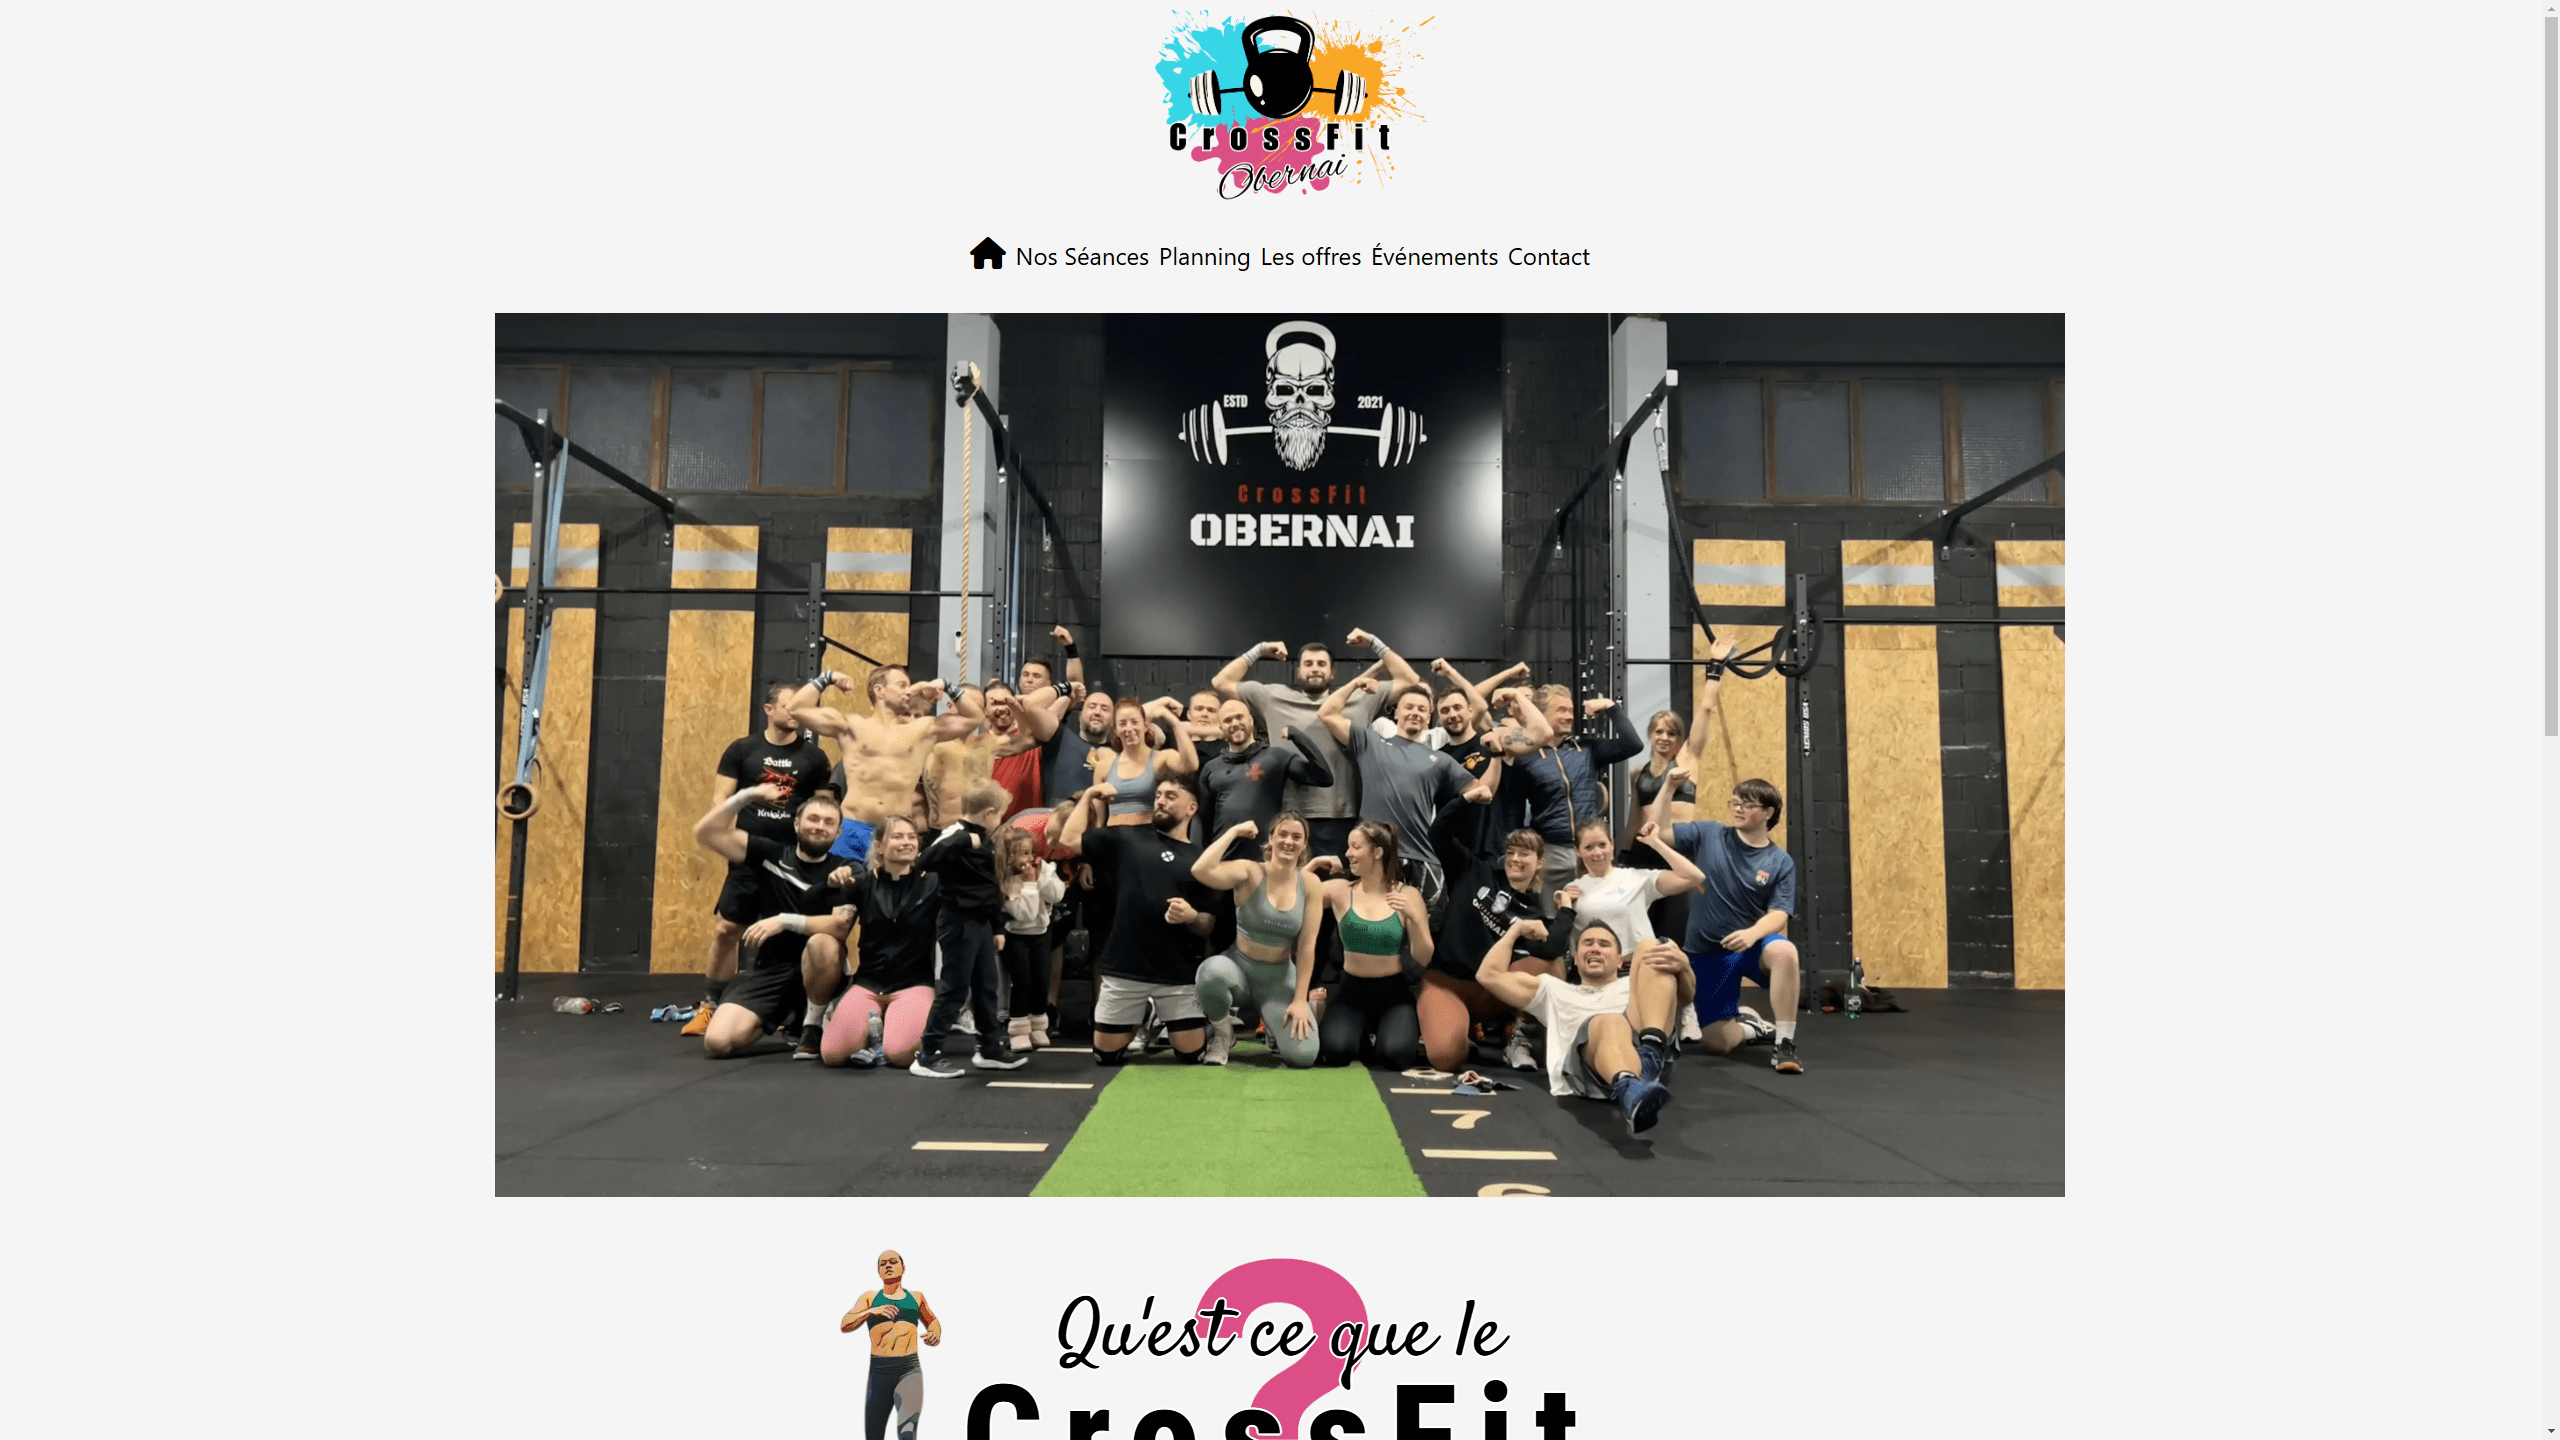 CrossFit
Obernai
Nos Séances Planning Les offres Événements Contact
ESTD 2021
CrossFit
OBERNAI
Battle
Knights
7
Qu'est ce que le
CrossFit
?